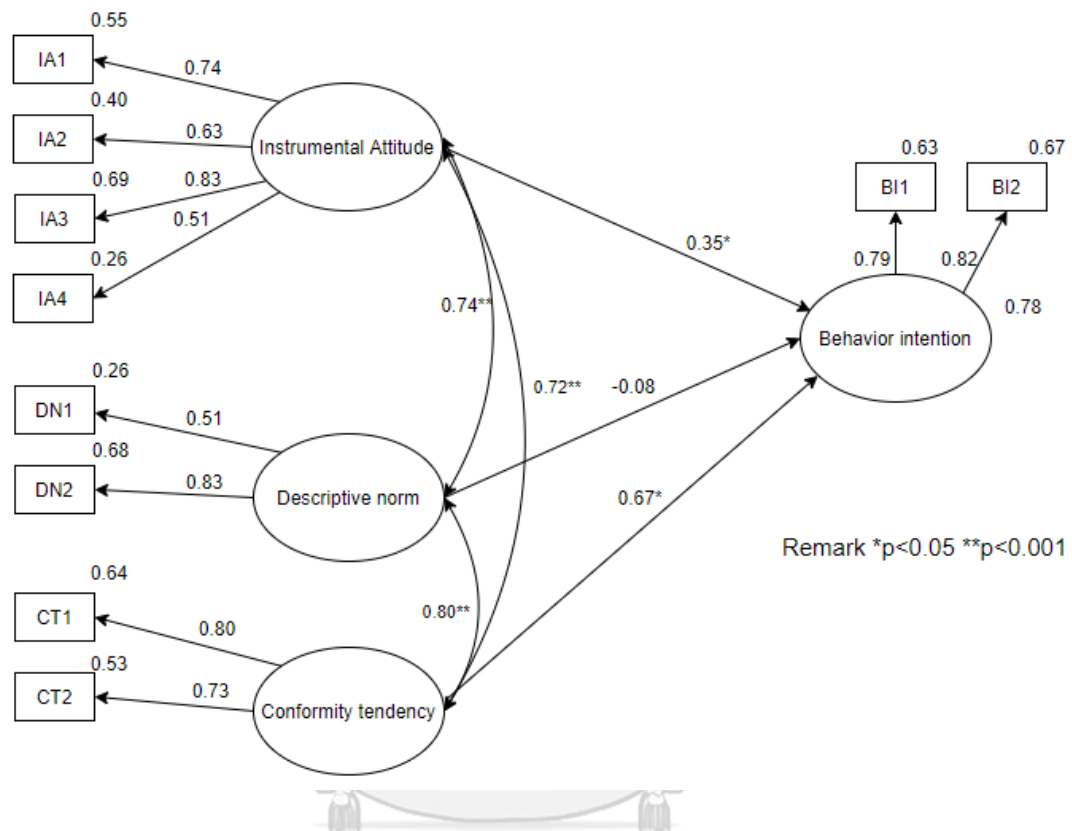 0.55
IA1
0.74
0.40
IA2
0.63
Instrumental Attitude
0.69
IA3
0.83
0.51
0.26
IA4
0.63
0.67
BI1
BI2
0.79
0.82
0.78
Behavior intention
0.35*
0.74**
0.72**
-0.08
0.26
DN1
0.51
0.68
DN2
0.83
Descriptive norm
0.67*
Remark *p<0.05 **p<0.001
0.80**
0.64
CT1
0.80
0.53
CT2
0.73
Conformity tendency